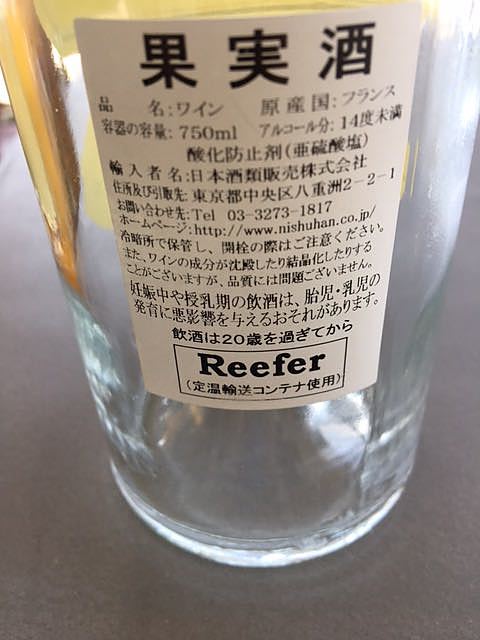 果実酒
品 名:ワイン 原産国:フランス
容器の容量:750ml アルコール分:14度未満
酸化防止剤(亜硫酸塩)
輸入者名:日本酒類販売株式会社
住所及び引取先:東京都中央区八重洲2-2-1
お問い合わせ先:Tel 03-3273-1817
ホームページ:http://www.nishuhan.co.jp/
冷暗所で保管し、開栓の際はご注意ください。
また、ワインの成分が沈殿したり結晶化したりする
ことがございますが、品質には問題ございません。
妊娠中や授乳期の飲酒は、胎児・乳児の
発育に悪影響を与えるおそれがあります。
飲酒は20歳を過ぎてから
Reefer
(定温輸送コンテナ使用)